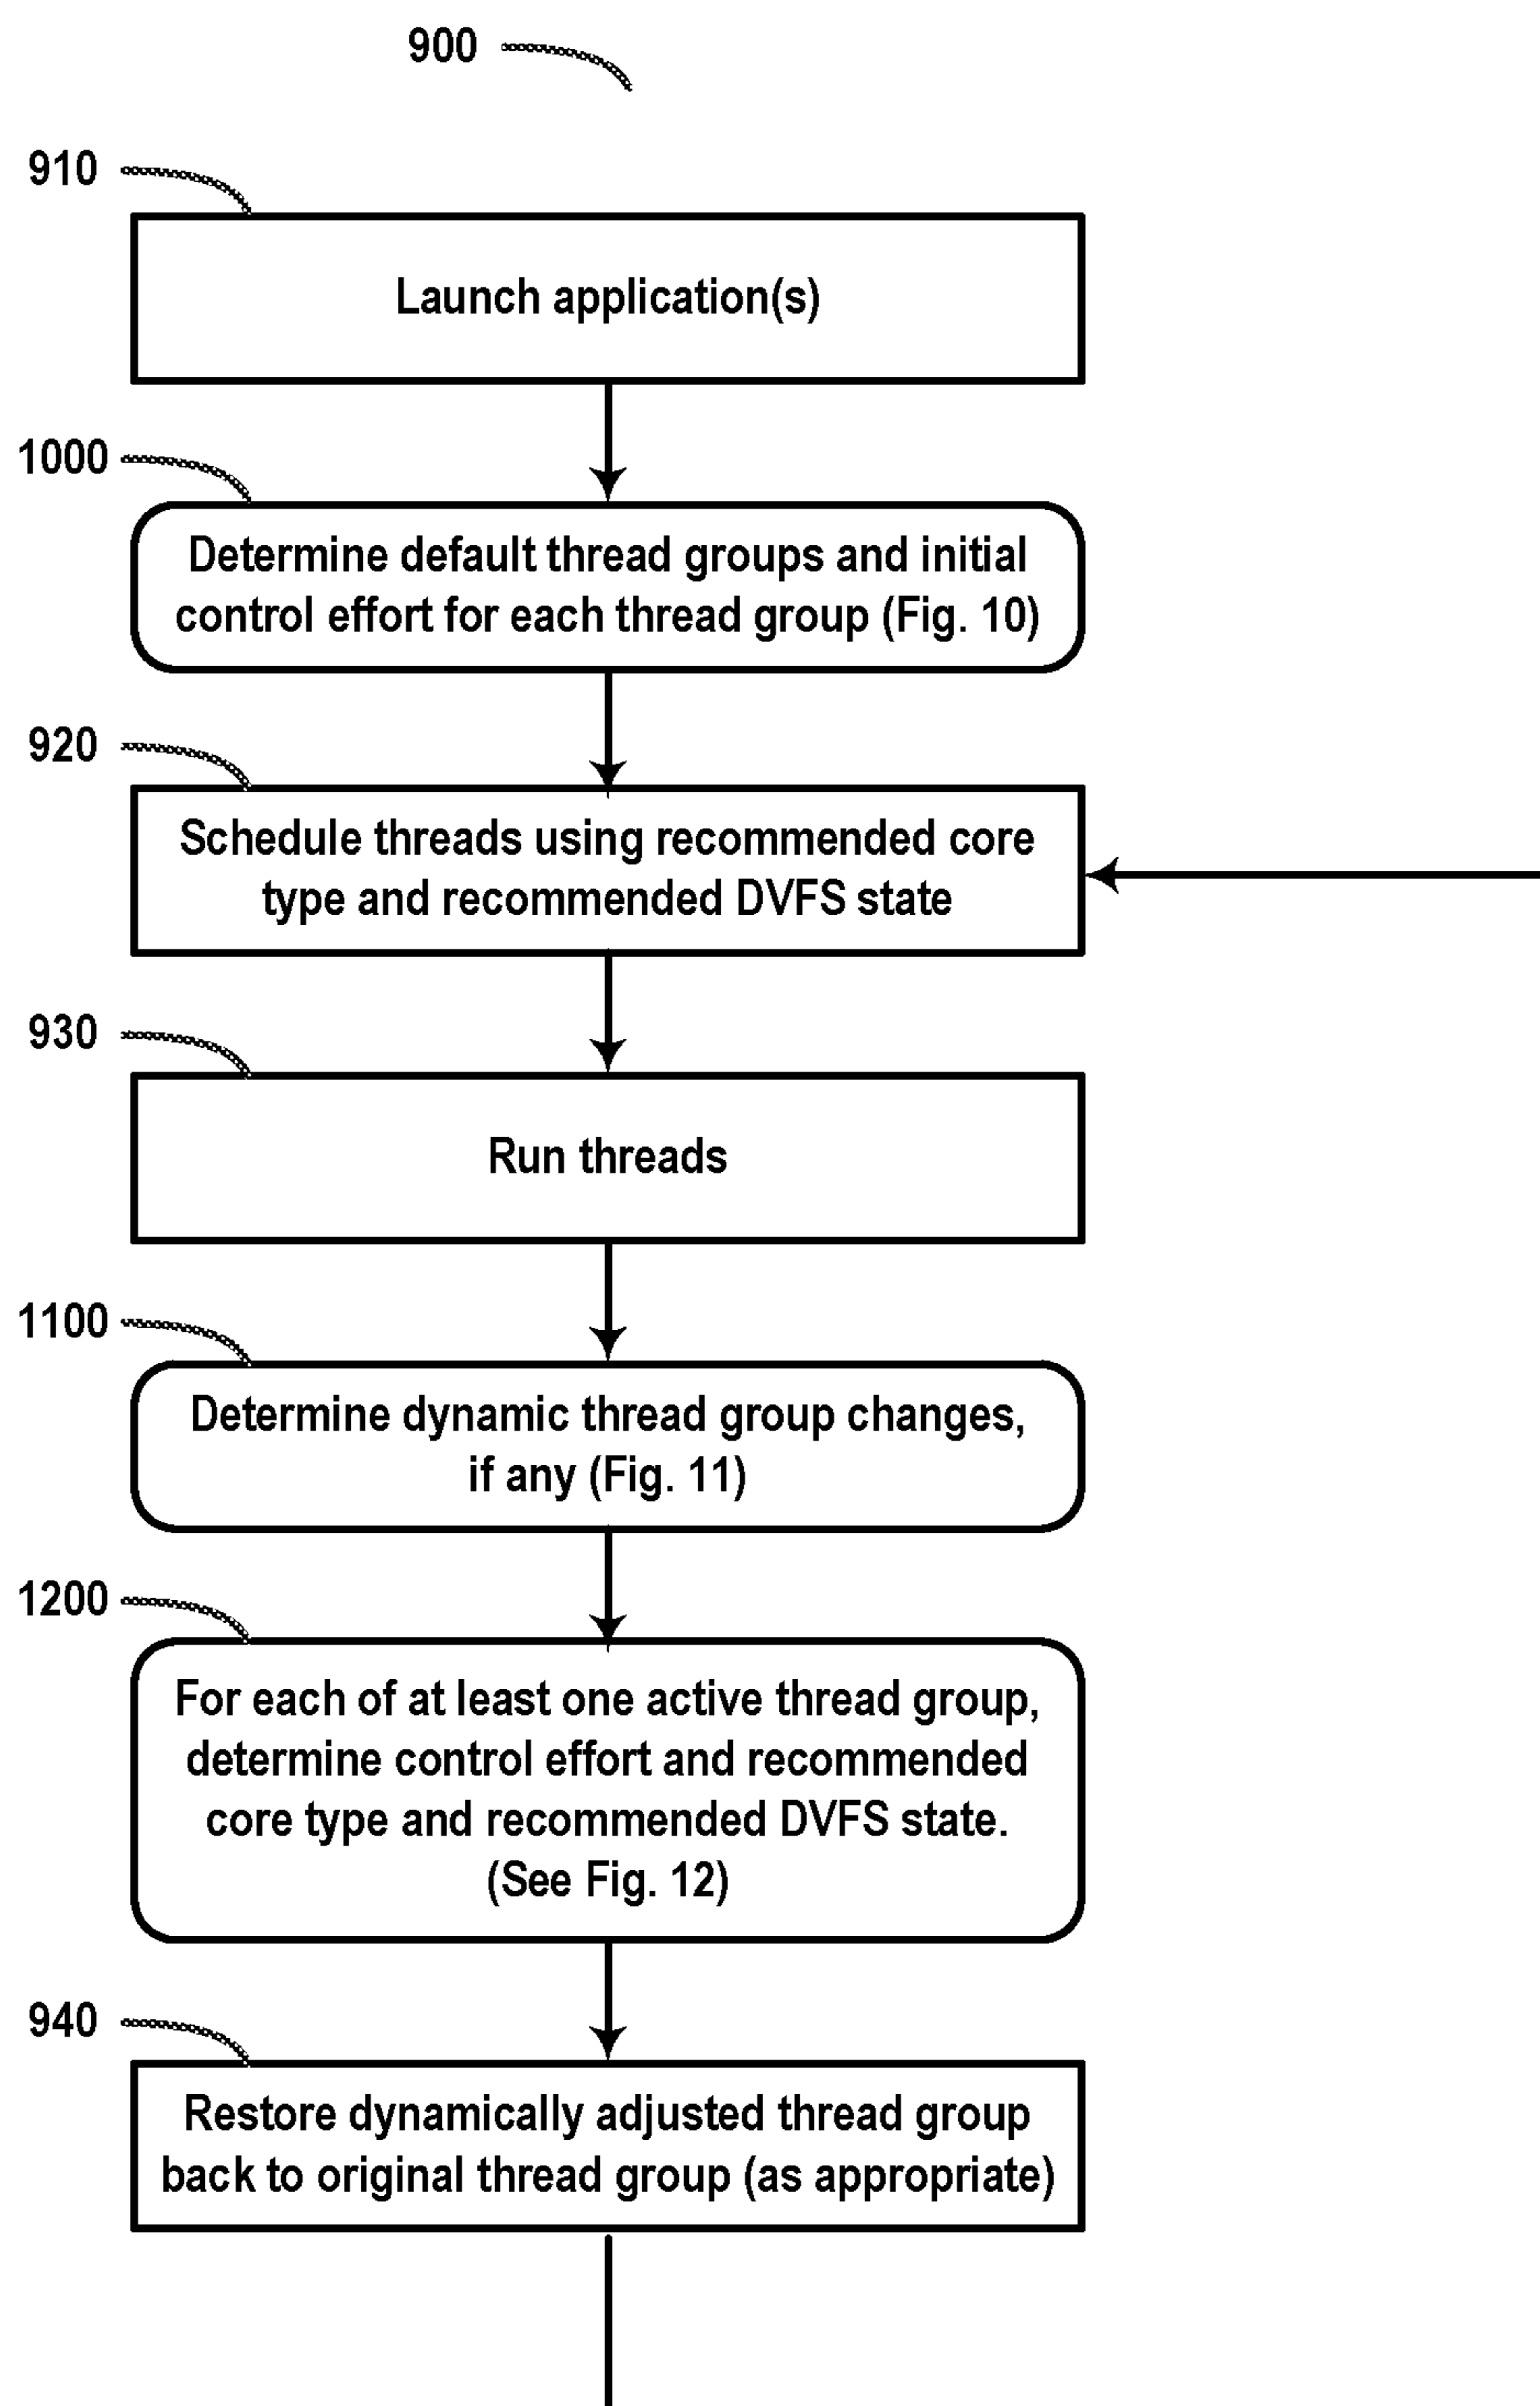 900
910
Launch application(s)
1000
Determine default thread groups and initial
control effort for each thread group (Fig. 10)
920
Schedule threads using recommended core
type and recommended DVFS state
930
Run threads
1100
Determine dynamic thread group changes,
if any (Fig. 11)
1200
For each of at least one active thread group,
determine control effort and recommended
core type and recommended DVFS state.
(See Fig. 12)
940
Restore dynamically adjusted thread group
back to original thread group (as appropriate)